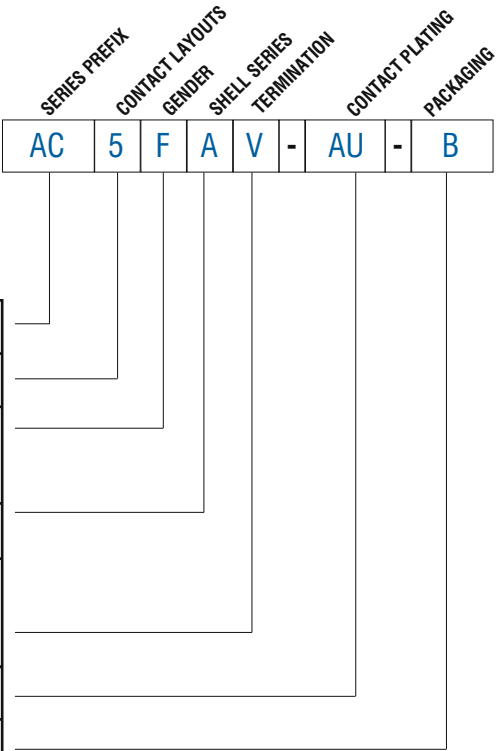 SERIES PREFIX
CONTACT LAYOUTS
GENDER
SHELL SERIES
TERMINATION
CONTACT PLATING
PACKAGING
AC 5 F A V - AU - B